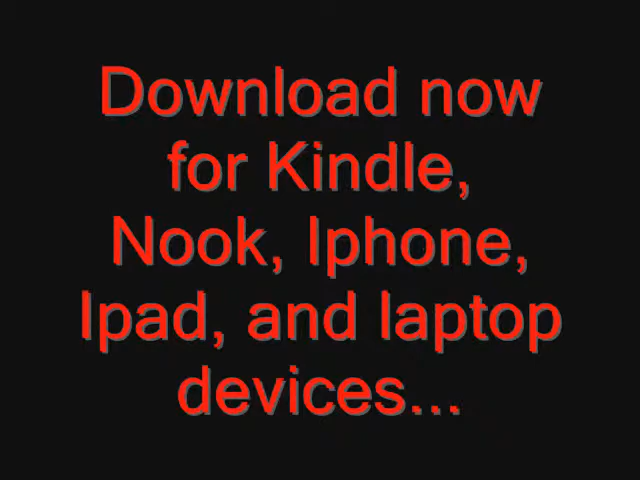 Download now
for Kindle,
Nook, Iphone,
Ipad, and laptop
devices...